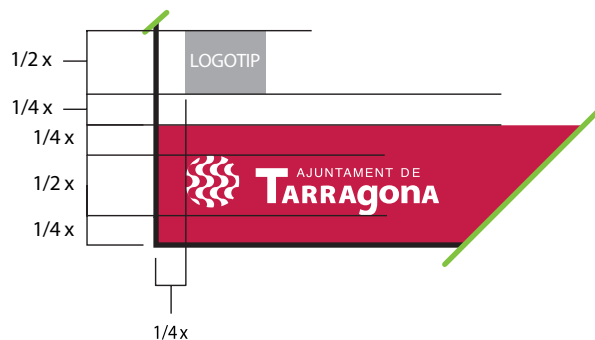 1/2 x
LOGOTIP
1/4 x
1/4 x
1/2 x
AJUNTAMENT DE
TARRAgONA
1/4 x
1/4 x